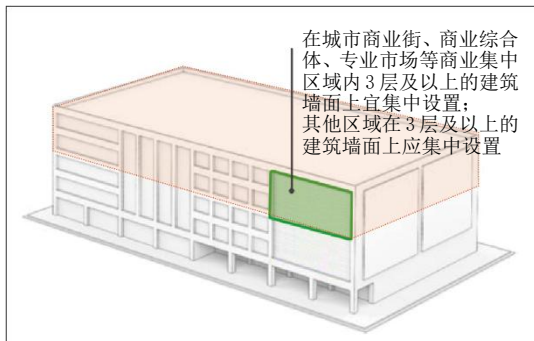 在城市商业街、商业综合
体、专业市场等商业集中
区域内3层及以上的建筑
墙面上宜集中设置；
其他区域在3层及以上的
建筑墙面上应集中设置